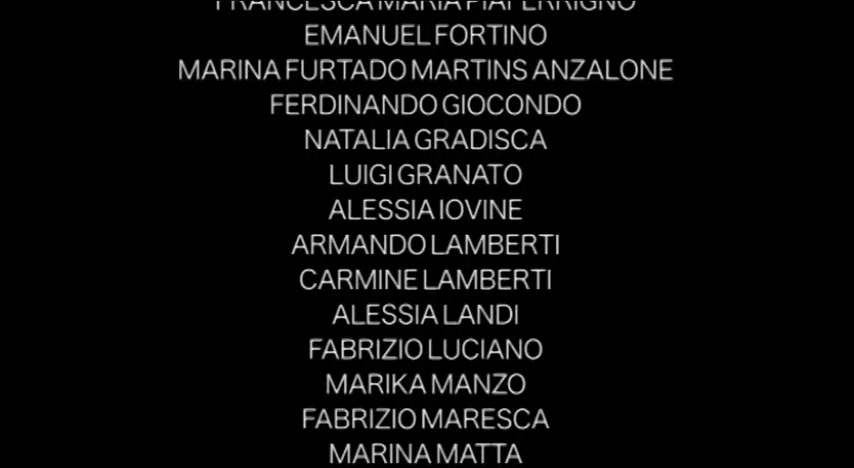 FRANCESCA MARIA PIA FERRIGNO
EMANUEL FORTINO
MARINA FURTADO MARTINS ANZALONE
FERDINANDO GIOCONDO
NATALIA GRADISCA
LUIGI GRANATO
ALESSIA IOVINE
ARMANDO LAMBERTI
CARMINE LAMBERTI
ALESSIA LANDI
FABRIZIO LUCIANO
MARIKA MANZO
FABRIZIO MARESCA
MARINA MATTA